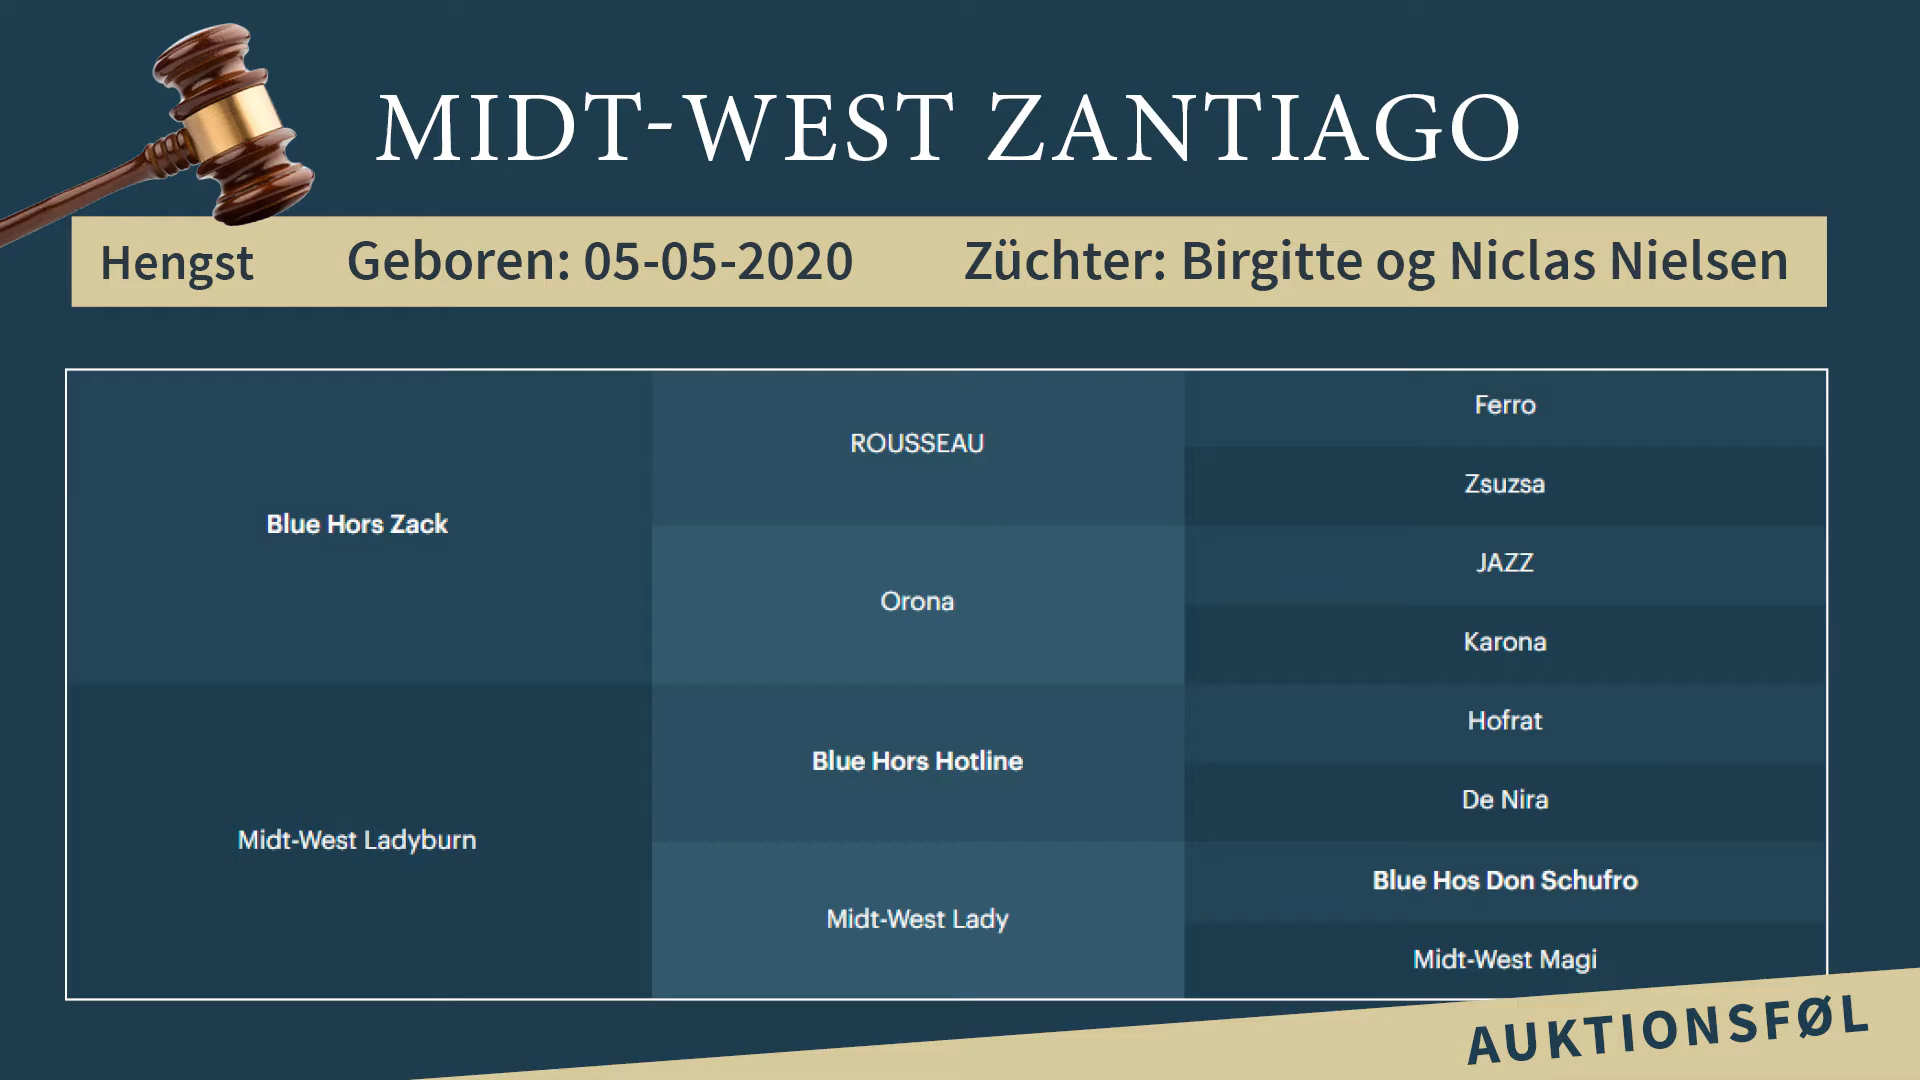 MIDT-WEST ZANTIAGO
Hengst Geboren: 05-05-2020 Züchter: Birgitte og Niclas Nielsen
Blue Hors Zack
Midt-West Ladyburn
ROUSSEAU
Orona
Blue Hors Hotline
Midt-West Lady
Ferro
Zsuzsa
JAZZ
Karona
Hofrat
De Nira
Blue Hos Don Schufro
Midt-West Magi
AUKTIONSFØL